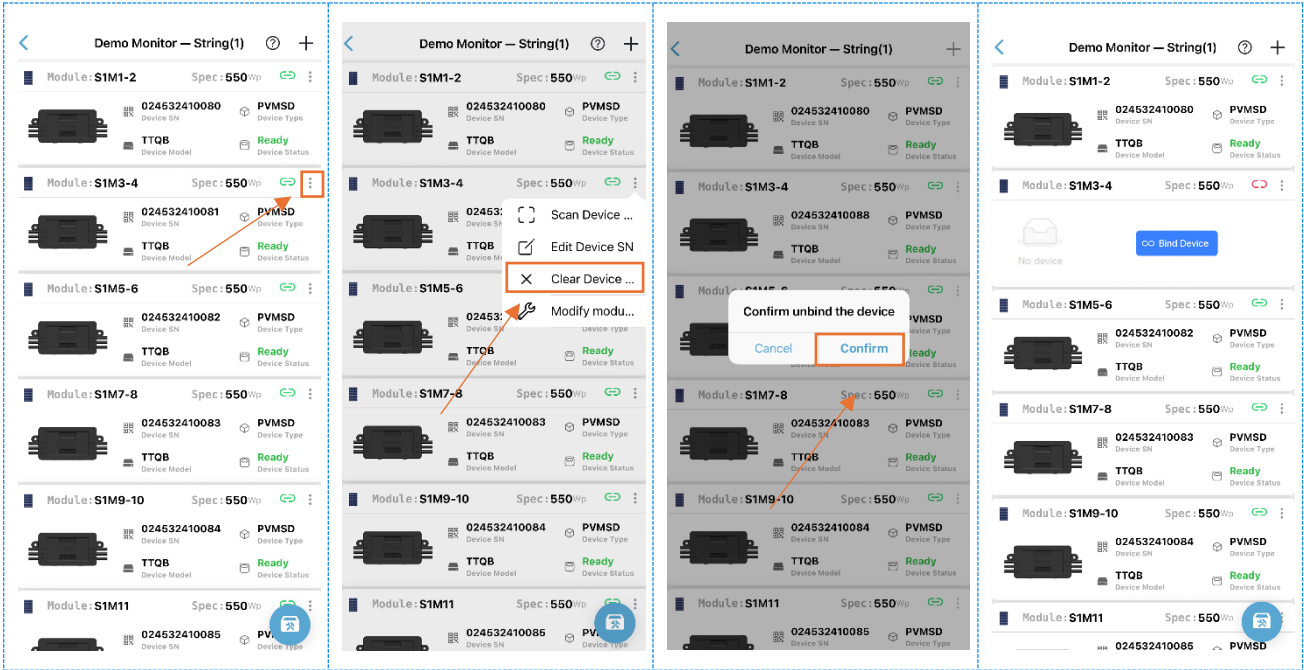 Demo Monitor — String(1)
Module:S1M1-2 Spec:550Wp
024532410080 PVMSD
Device SN Device Type
TTQB Ready
Device Model Device Status
Module:S1M3-4 Spec:550Wp
024532410081 PVMSD
Device SN Device Type
TTQB Ready
Device Model Device Status
Module:S1M5-6 Spec:550Wp
024532410082 PVMSD
Device SN Device Type
TTQB Ready
Device Model Device Status
Module:S1M7-8 Spec:550Wp
024532410083 PVMSD
Device SN Device Type
TTQB Ready
Device Model Device Status
Module:S1M9-10 Spec:550Wp
024532410084 PVMSD
Device SN Device Type
TTQB Ready
Device Model Device Status
Module:S1M11 Spec:550Wp
024532410085
Device SN
Demo Monitor — String(1)
Module:S1M1-2 Spec:550Wp
024532410080 PVMSD
Device SN Device Type
TTQB Ready
Device Model Device Status
Module:S1M3-4 Spec:550Wp
Scan Device ...
Edit Device SN
Clear Device ...
Modify modu...
02453
Device SN
TTQB
Device Model
Module:S1M5-6
02453
Device SN
TTQB Ready
Device Model Device Status
Module:S1M7-8 Spec:550Wp
024532410083 PVMSD
Device SN Device Type
TTQB Ready
Device Model Device Status
Module:S1M9-10 Spec:550Wp
024532410084 PVMSD
Device SN Device Type
TTQB Ready
Device Model Device Status
Module:S1M11 Spec:550Wp
024532410085
Device SN
Demo Monitor — String(1)
Module:S1M1-2 Spec:550Wp
024532410080 PVMSD
Device SN Device Type
TTQB Ready
Device Model Device Status
Module:S1M3-4 Spec:550Wp
024532410088 PVMSD
Device SN Device Type
TTQB Ready
Device Model Device Status
Confirm unbind the device
Cancel Confirm
Module:S1M7-8 Spec:550Wp
024532410083 PVMSD
Device SN Device Type
TTQB Ready
Device Model Device Status
Module:S1M9-10 Spec:550Wp
024532410084 PVMSD
Device SN Device Type
TTQB Ready
Device Model Device Status
Module:S1M11 Spec:550Wp
024532410085 PVMSD
Device SN Device Type
Demo Monitor — String(1)
Module:S1M1-2 Spec:550Wp
024532410080 PVMSD
Device SN Device Type
TTQB Ready
Device Model Device Status
Module:S1M3-4 Spec:550Wp
Bind Device
No device
Module:S1M5-6 Spec:550Wp
024532410082 PVMSD
Device SN Device Type
TTQB Ready
Device Model Device Status
Module:S1M7-8 Spec:550Wp
024532410083 PVMSD
Device SN Device Type
TTQB Ready
Device Model Device Status
Module:S1M9-10 Spec:550Wp
024532410084 PVMSD
Device SN Device Type
TTQB Ready
Device Model Device Status
Module:S1M11
024532410085 PVMSD